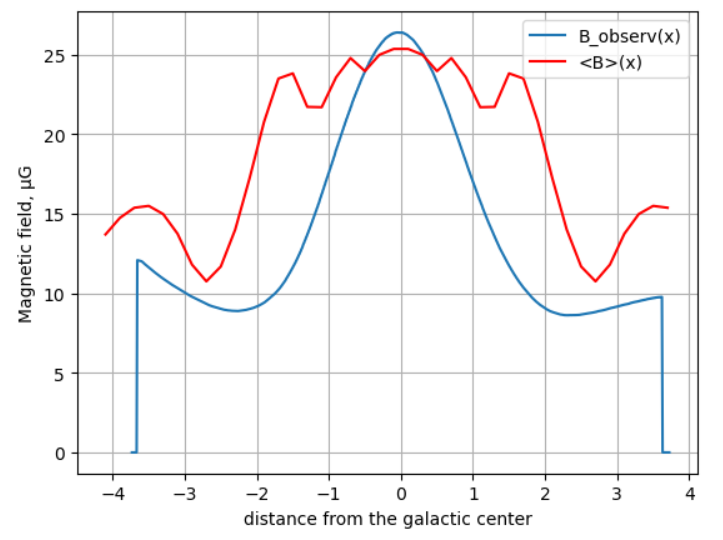 B_observ(x)
<B>(x)
Magnetic field, μG
25
20
15
10
5
0
−4 −3 −2 −1 0 1 2 3 4
distance from the galactic center